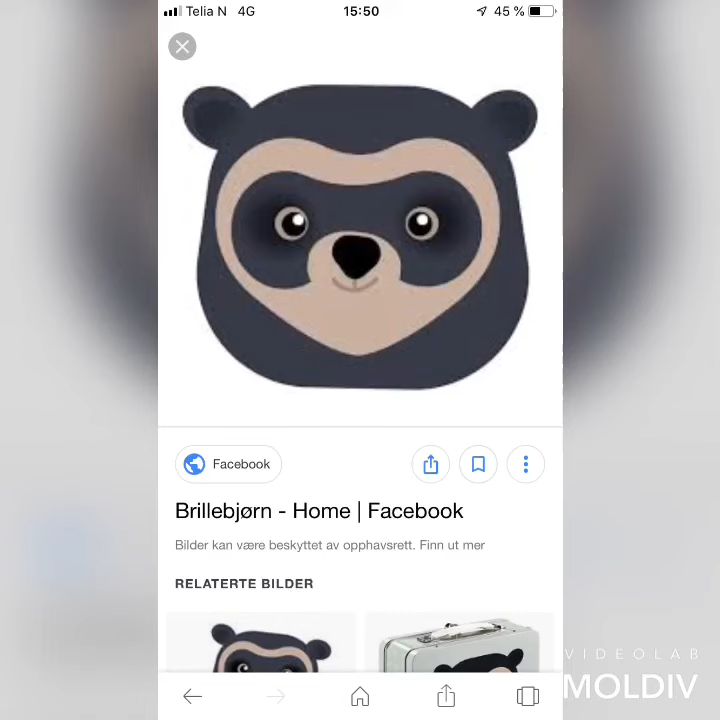 Telia N 4G 15:50 45 %
Facebook
Brillebjørn - Home | Facebook
Bilder kan være beskyttet av opphavsrett. Finn ut mer
RELATERTE BILDER
VIDEOLAB
MOLDIV